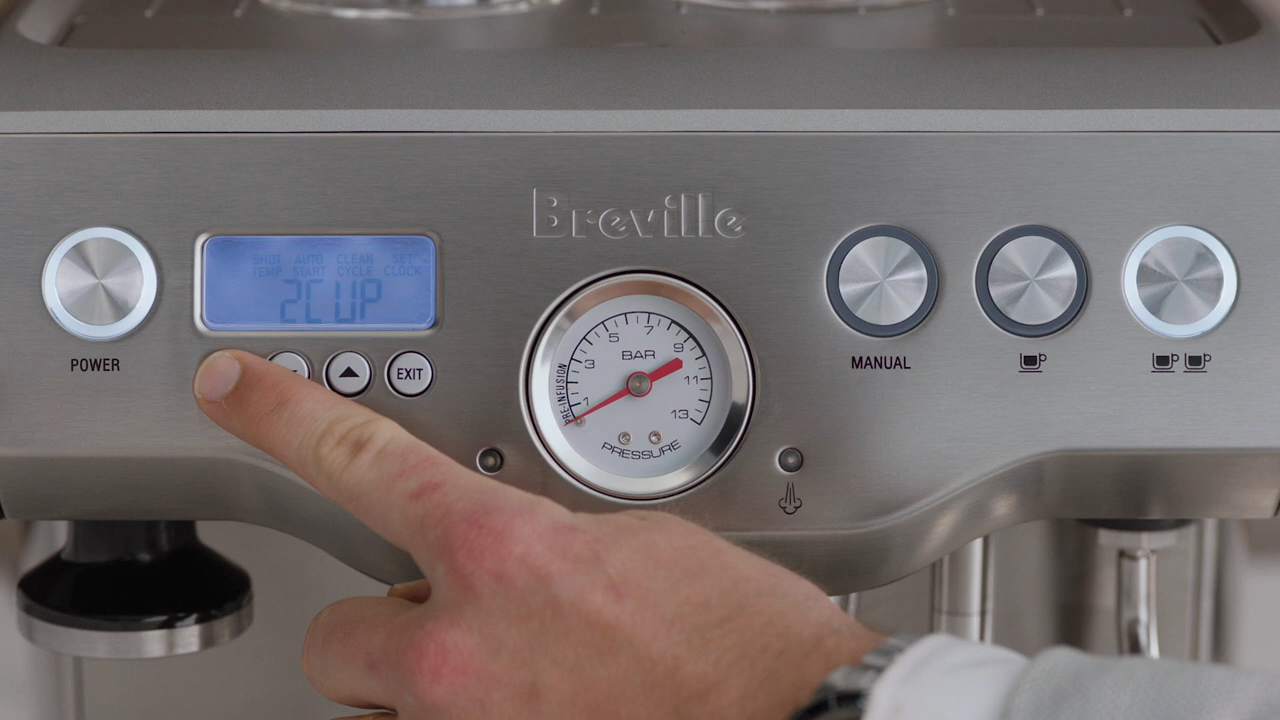 Breville
SHOT AUTO CLEAN SET
TEMP START CYCLE CLOCK
2CUP
POWER
EXIT
MANUAL
BAR
1
3
5
7
9
11
13
PRE-INFUSION
PRESSURE